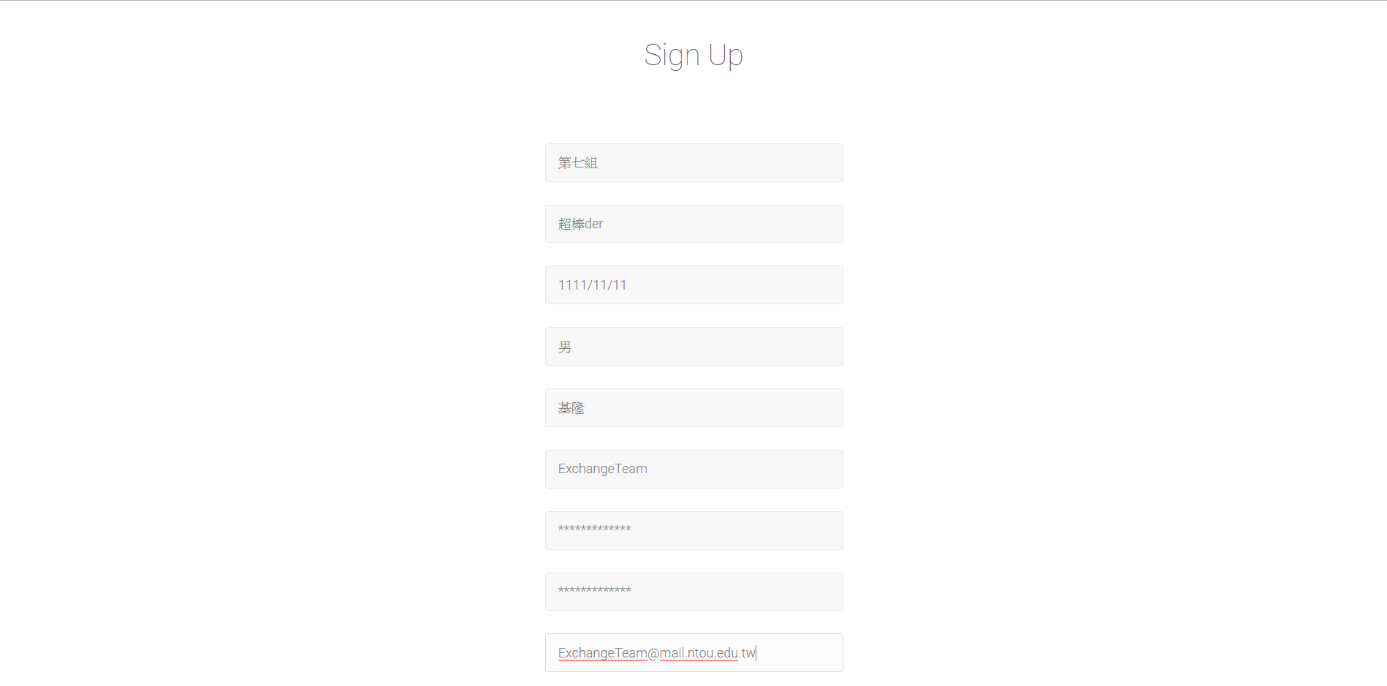 Sign Up
第七組
超棒der
1111/11/11
男
基隆
ExchangeTeam
*************
*************
ExchangeTeam@mail.ntou.edu.tw